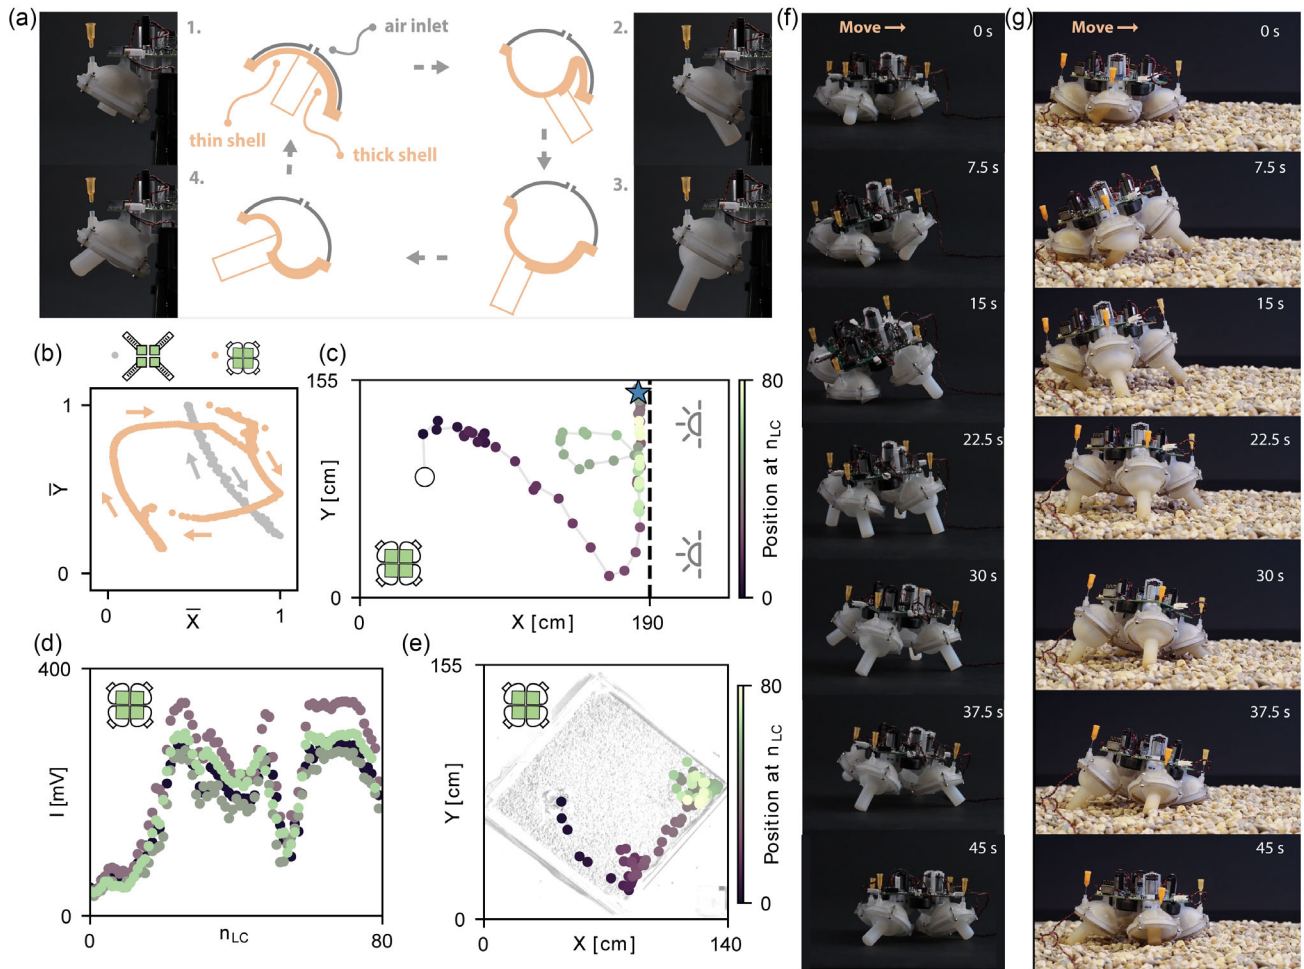 (a)
1.
air inlet
2.
thin shell
thick shell
4.
3.
(b)
1
Y
0
0
X
1
(c)
155
Y [cm]
0
0
X [cm]
190
80
Position at nLC
0
(d)
400
I [mV]
0
0
nLC
80
(e)
155
Y (cm)
0
0
X [cm]
140
80
Position at nLC
0
(f)
Move
0 s
7.5 s
15 s
22.5 s
30 s
37.5 s
45 s
(g)
Move
0 s
7.5 s
15 s
22.5 s
30 s
37.5 s
45 s